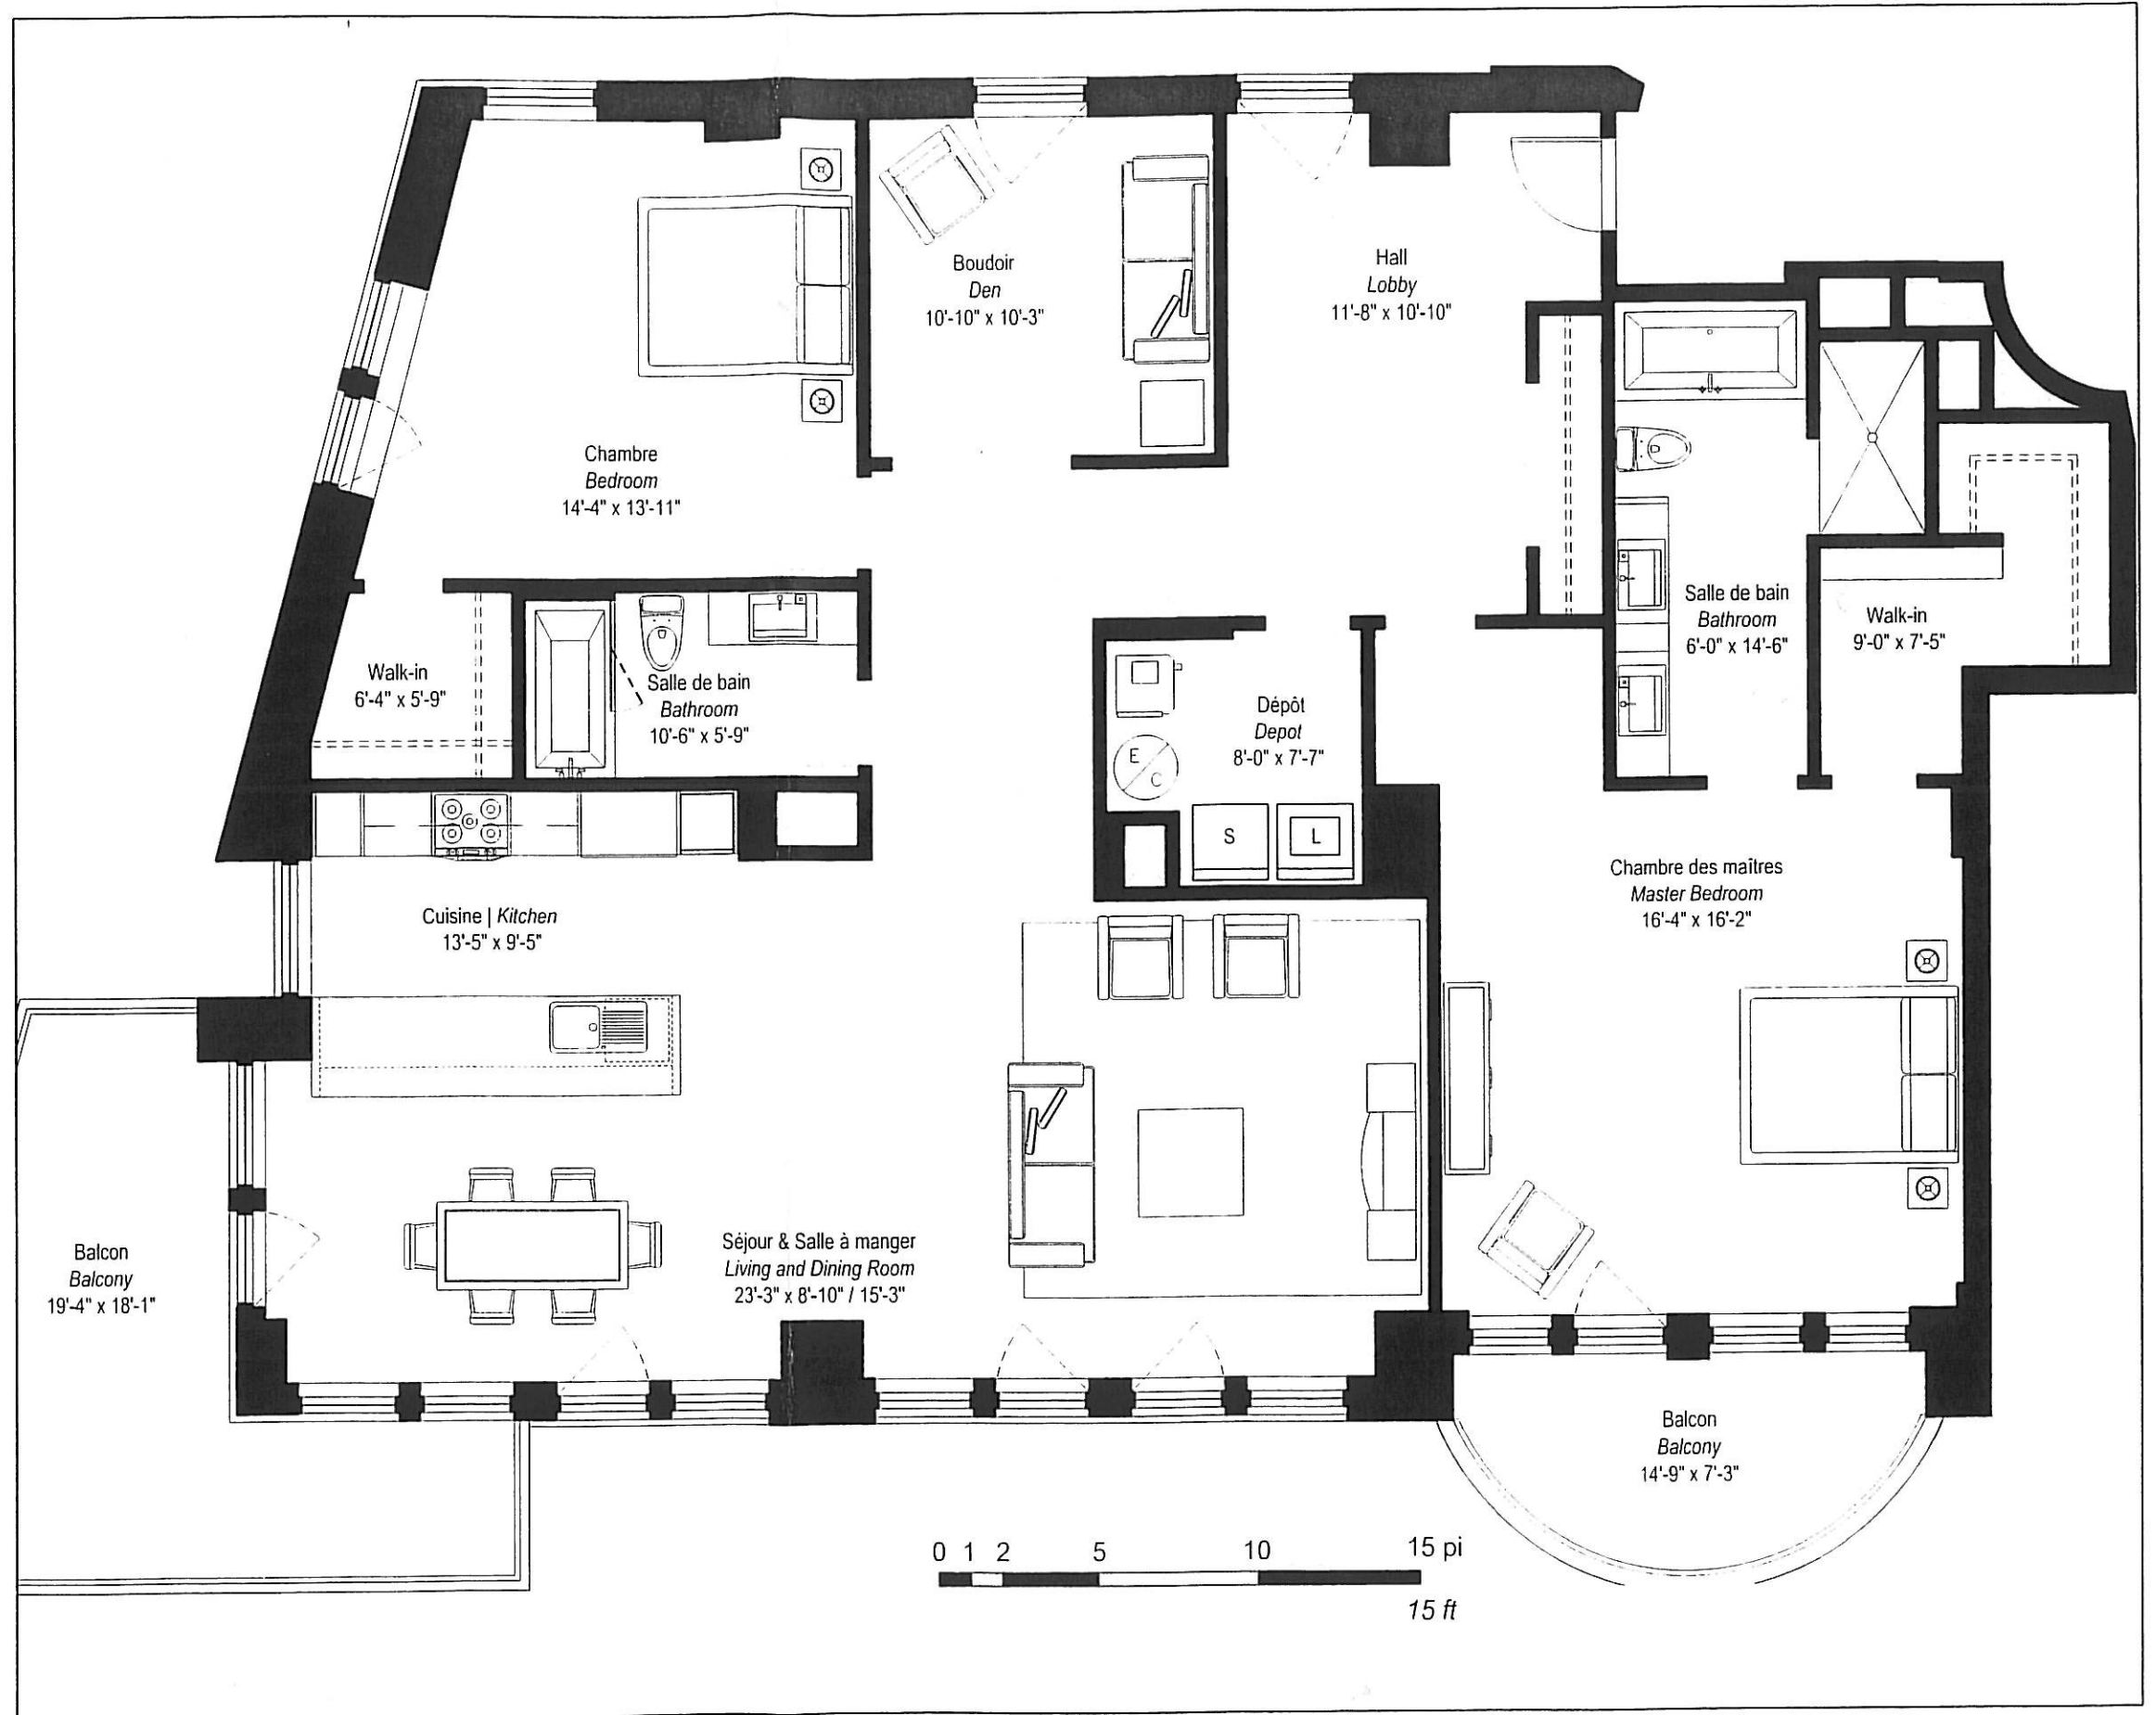 Boudoir
Den
10'-10" x 10'-3"
Hall
Lobby
11'-8" x 10'-10"
Chambre
Bedroom
14'-4" x 13'-11"
Salle de bain
Bathroom
6'-0" x 14'-6"
Walk-in
9'-0" x 7'-5"
Walk-in
6'-4" x 5'-9"
Salle de bain
Bathroom
10'-6" x 5'-9"
Dépôt
Depot
8'-0" x 7'-7"
E
C
S
L
Chambre des maîtres
Master Bedroom
16'-4" x 16'-2"
Cuisine | Kitchen
13'-5" x 9'-5"
Séjour & Salle à manger
Living and Dining Room
23'-3" x 8'-10" / 15'-3"
Balcon
Balcony
19'-4" x 18'-1"
Balcon
Balcony
14'-9" x 7'-3"
0 1 2 5 10 15 pi
15 ft